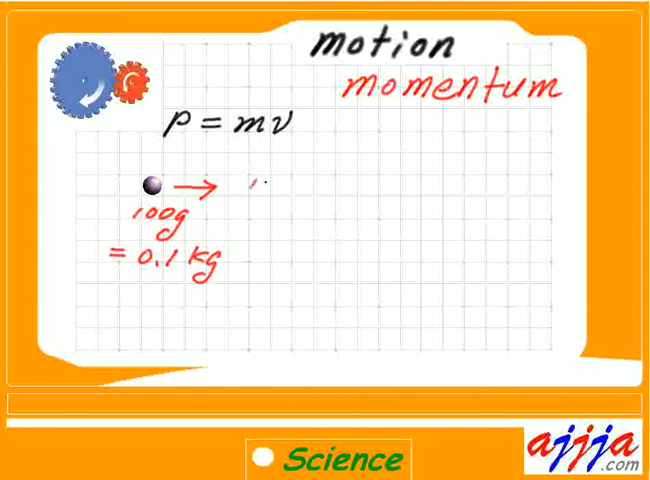 motion
momentum
p = mv
100g
= 0.1 kg
Science
ajjja
.com